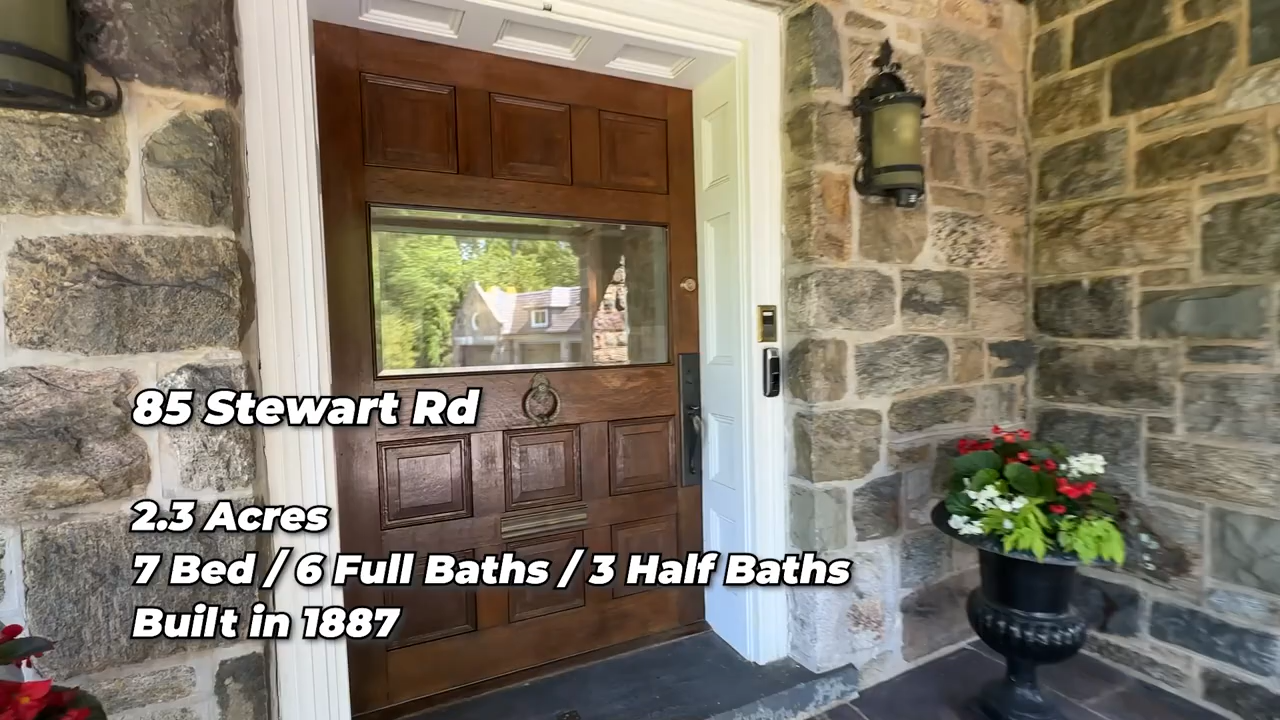 85 Stewart Rd
2.3 Acres
7 Bed / 6 Full Baths / 3 Half Baths
Built in 1887